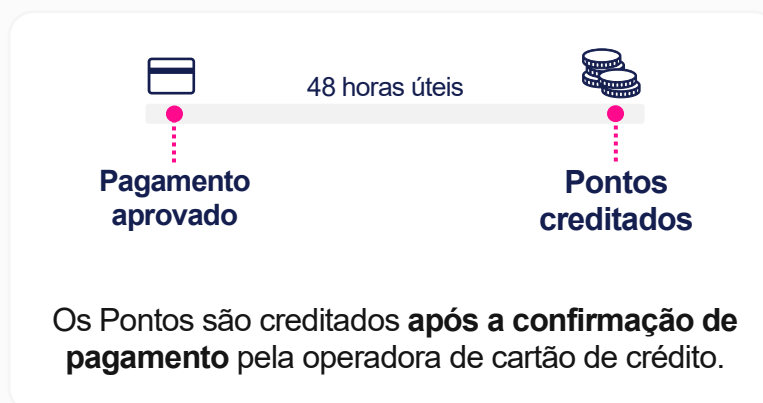 48 horas úteis
Pagamento
aprovado
Pontos
creditados
Os Pontos são creditados após a confirmação de
pagamento pela operadora de cartão de crédito.